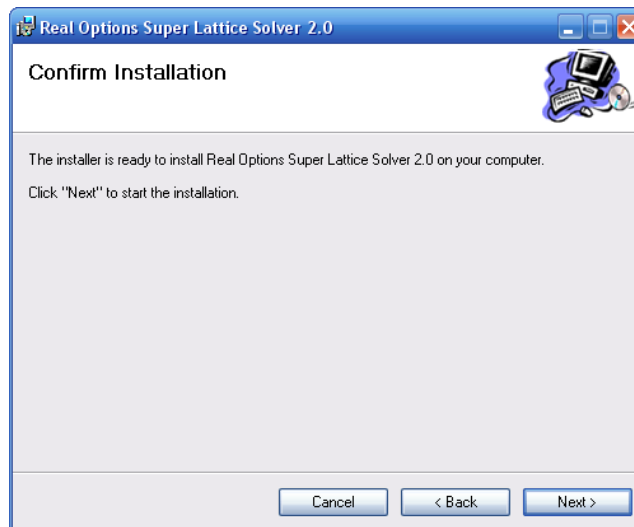 Real Options Super Lattice Solver 2.0
Confirm Installation
The installer is ready to install Real Options Super Lattice Solver 2.0 on your computer.
Click "Next" to start the installation.
Cancel
< Back
Next >